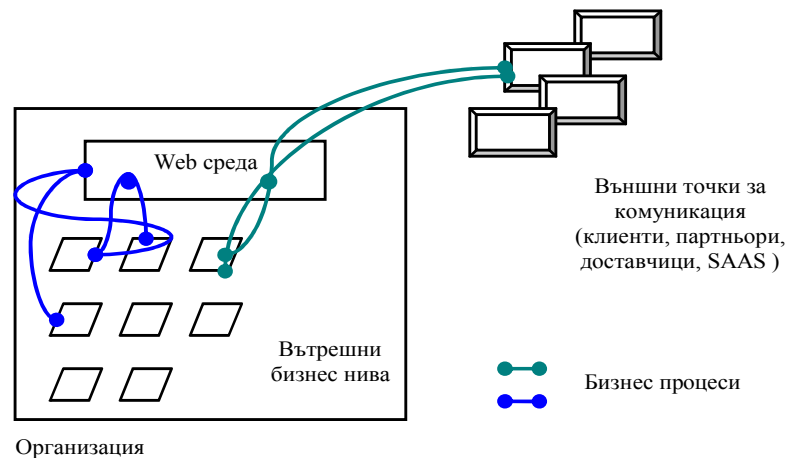 Web среда
Външни точки за
комуникация
(клиенти, партньори,
доставчици, SAAS )
Вътрешни
бизнес нива
Бизнес процеси
Организация